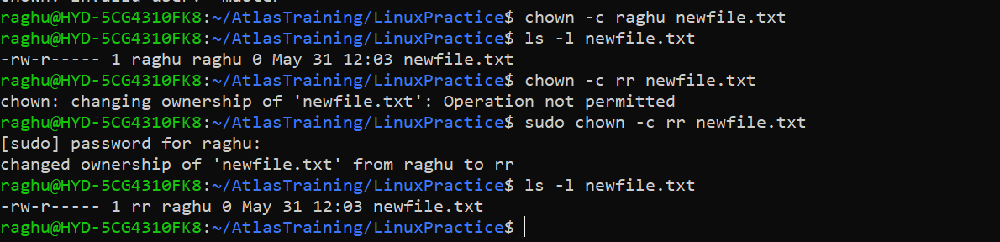 chown: invalid user: 'master'
raghu@HYD-5CG4310FK8:~/AtlasTraining/LinuxPractice$ chown -c raghu newfile.txt
raghu@HYD-5CG4310FK8:~/AtlasTraining/LinuxPractice$ ls -l newfile.txt
-rw-r----- 1 raghu raghu 0 May 31 12:03 newfile.txt
raghu@HYD-5CG4310FK8:~/AtlasTraining/LinuxPractice$ chown -c rr newfile.txt
chown: changing ownership of 'newfile.txt': Operation not permitted
raghu@HYD-5CG4310FK8:~/AtlasTraining/LinuxPractice$ sudo chown -c rr newfile.txt
[sudo] password for raghu:
changed ownership of 'newfile.txt' from raghu to rr
raghu@HYD-5CG4310FK8:~/AtlasTraining/LinuxPractice$ ls -l newfile.txt
-rw-r----- 1 rr raghu 0 May 31 12:03 newfile.txt
raghu@HYD-5CG4310FK8:~/AtlasTraining/LinuxPractice$